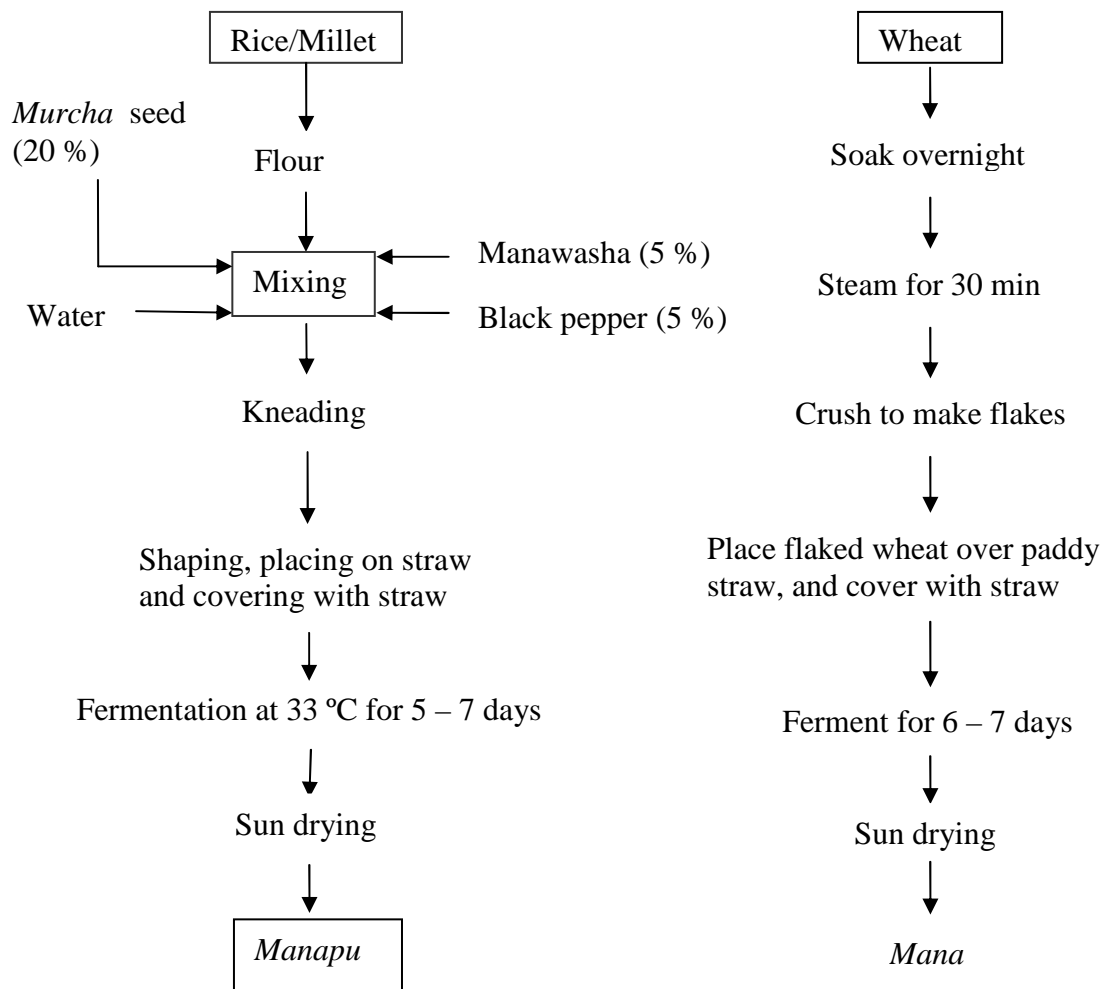 Rice/Millet
Murcha seed
(20 %)
Flour
Mixing
Manawasha (5 %)
Water
Black pepper (5 %)
Kneading
Shaping, placing on straw
and covering with straw
Fermentation at 33 ºC for 5 – 7 days
Sun drying
Manapu
Wheat
Soak overnight
Steam for 30 min
Crush to make flakes
Place flaked wheat over paddy
straw, and cover with straw
Ferment for 6 – 7 days
Sun drying
Mana